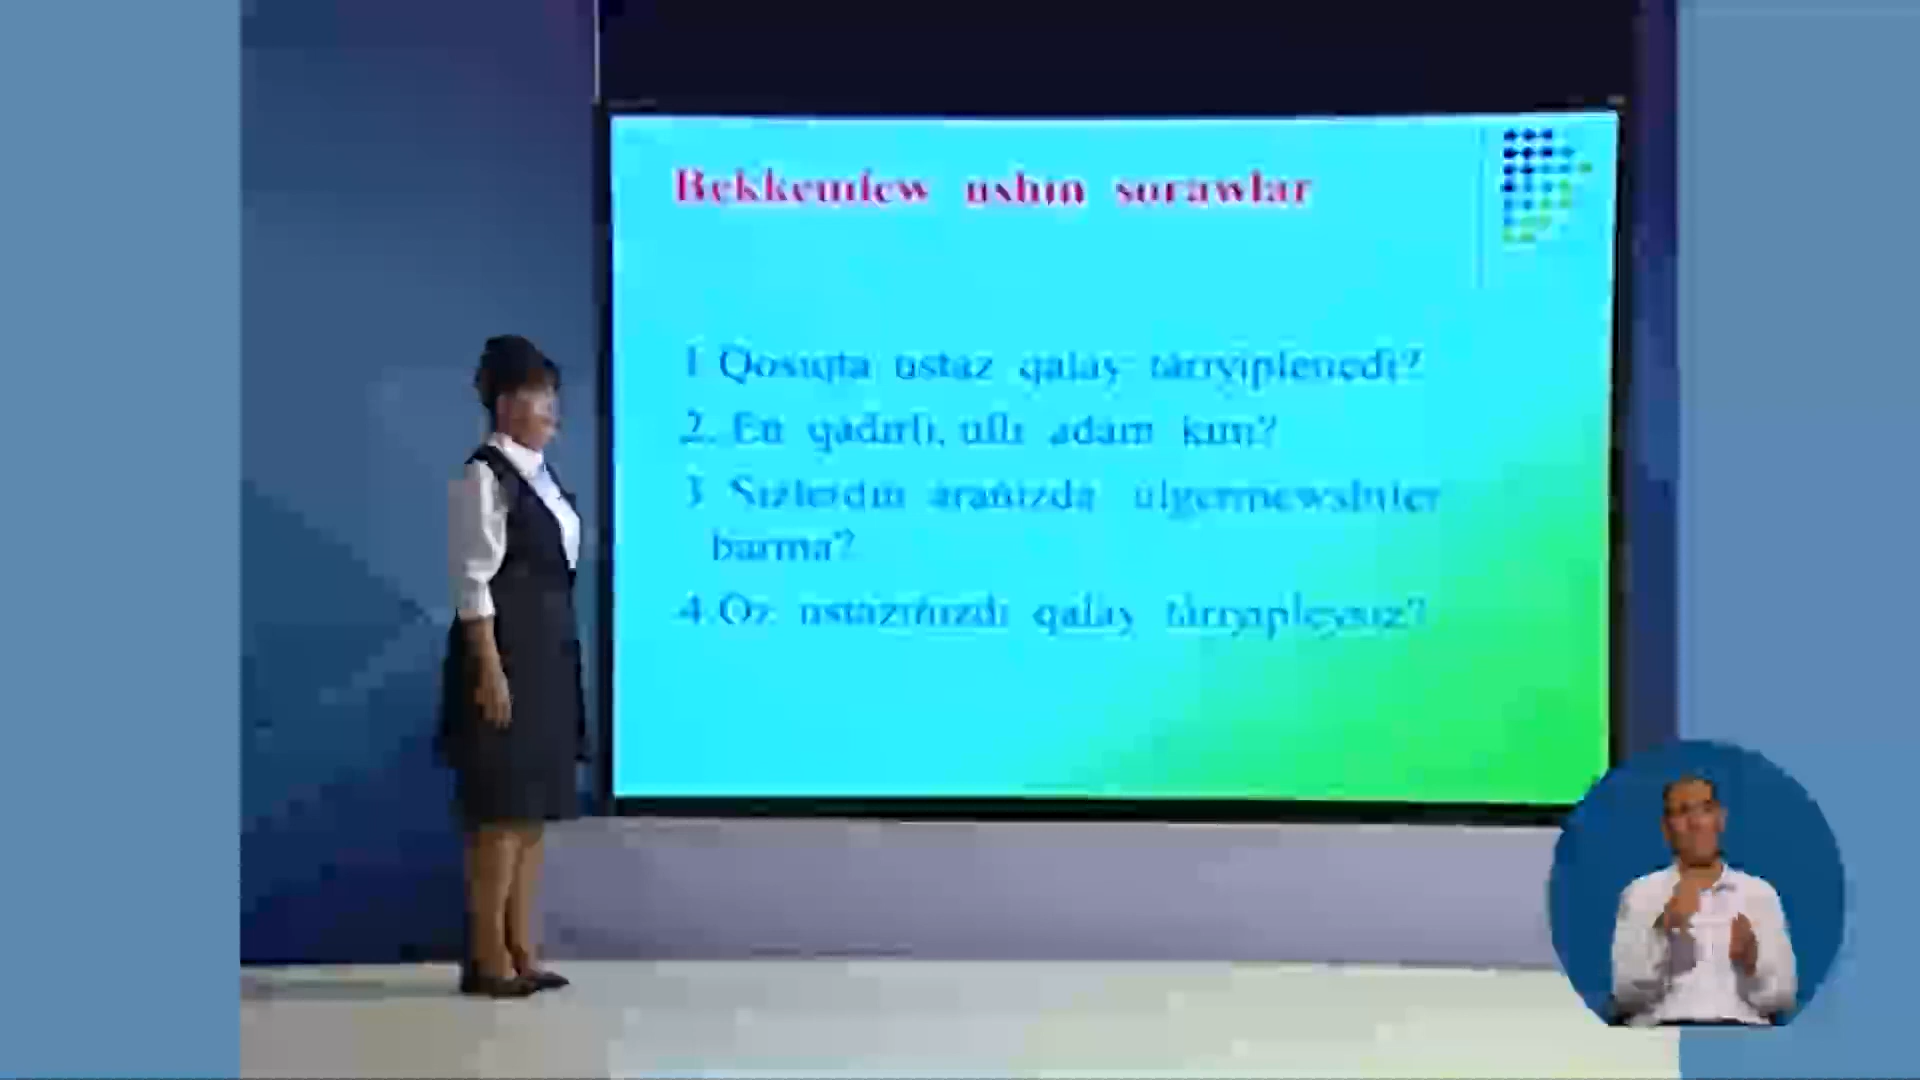 Bekkemlew ushın sorawlar
1 Qosıqta ustaz qalay táriyiplenedi?
2. Eń qádirli, ullı adam kim?
3 Sizlerdiń arańızda úlgermewshiler
barma?
4.Óz ustazıńızdı qalay táriyipleysiz?